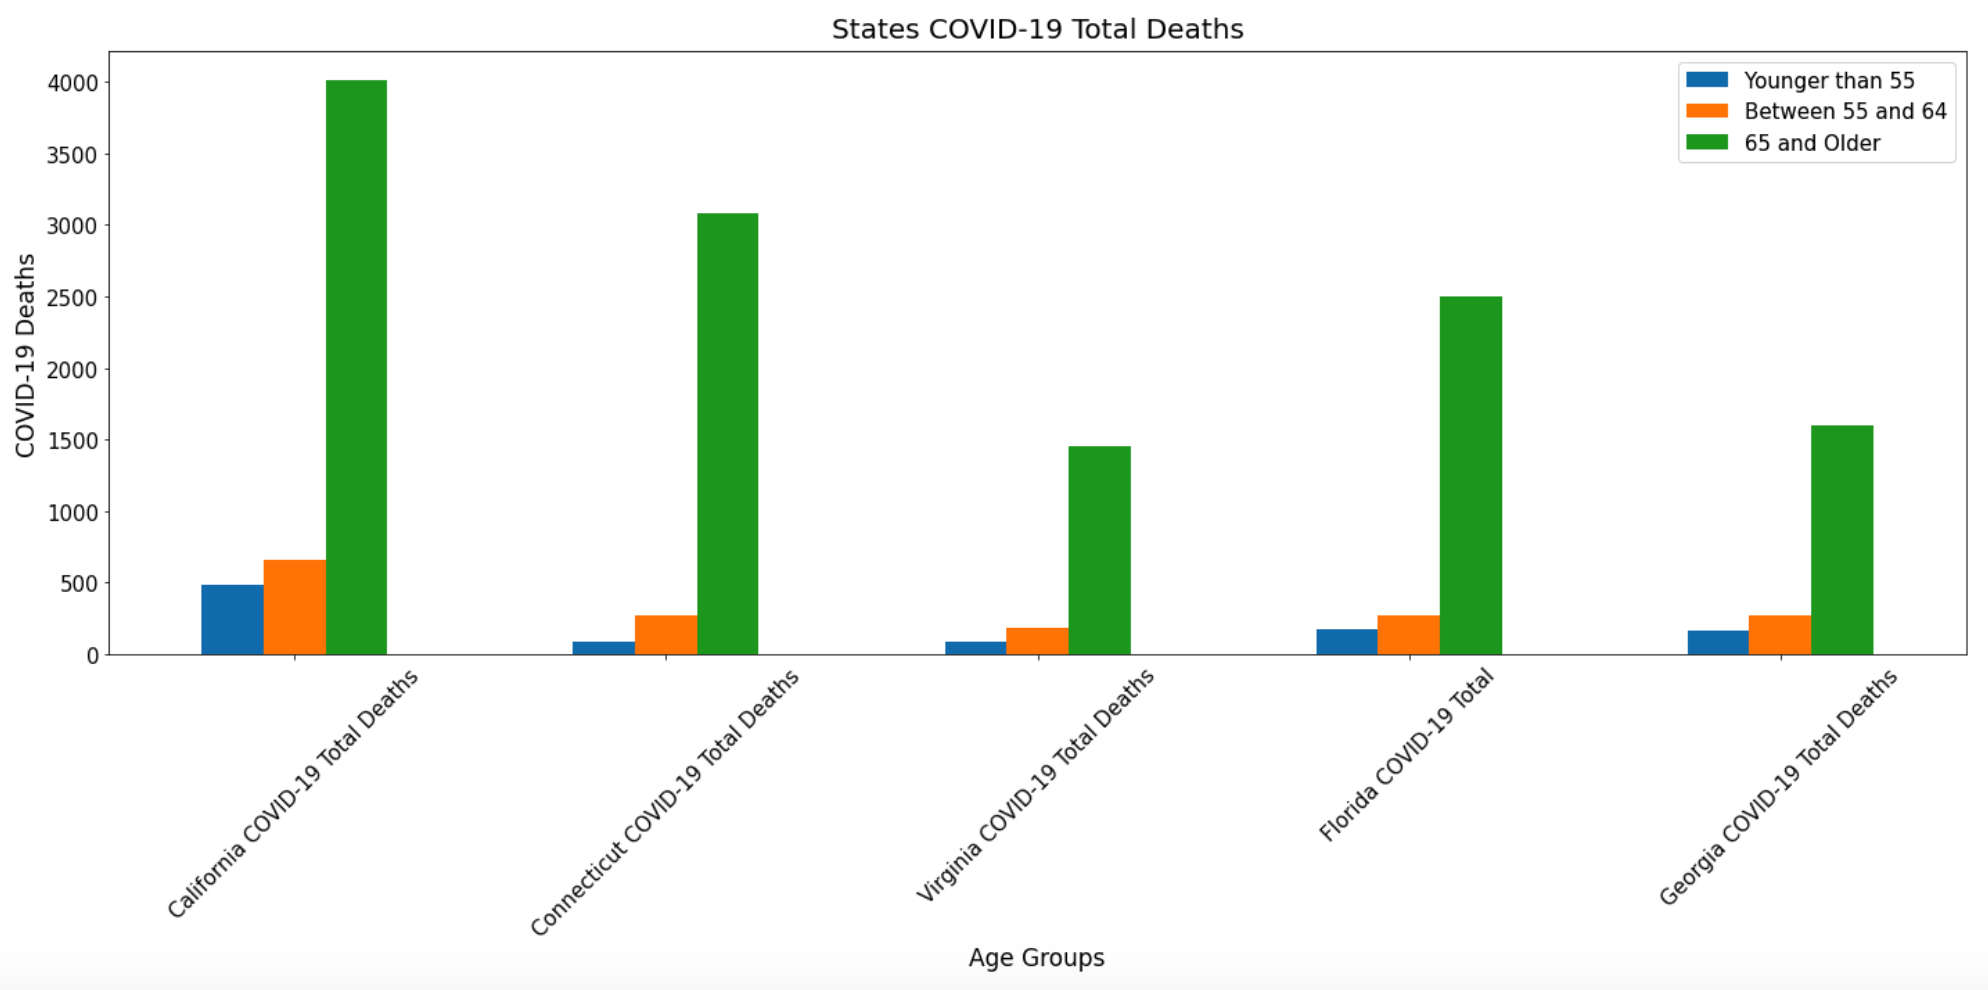 States COVID-19 Total Deaths
Younger than 55
Between 55 and 64
65 and Older
COVID-19 Deaths
4000
3500
3000
2500
2000
1500
1000
500
0
California COVID-19 Total Deaths
Connecticut COVID-19 Total Deaths
Virginia COVID-19 Total Deaths
Florida COVID-19 Total
Georgia COVID-19 Total Deaths
Age Groups